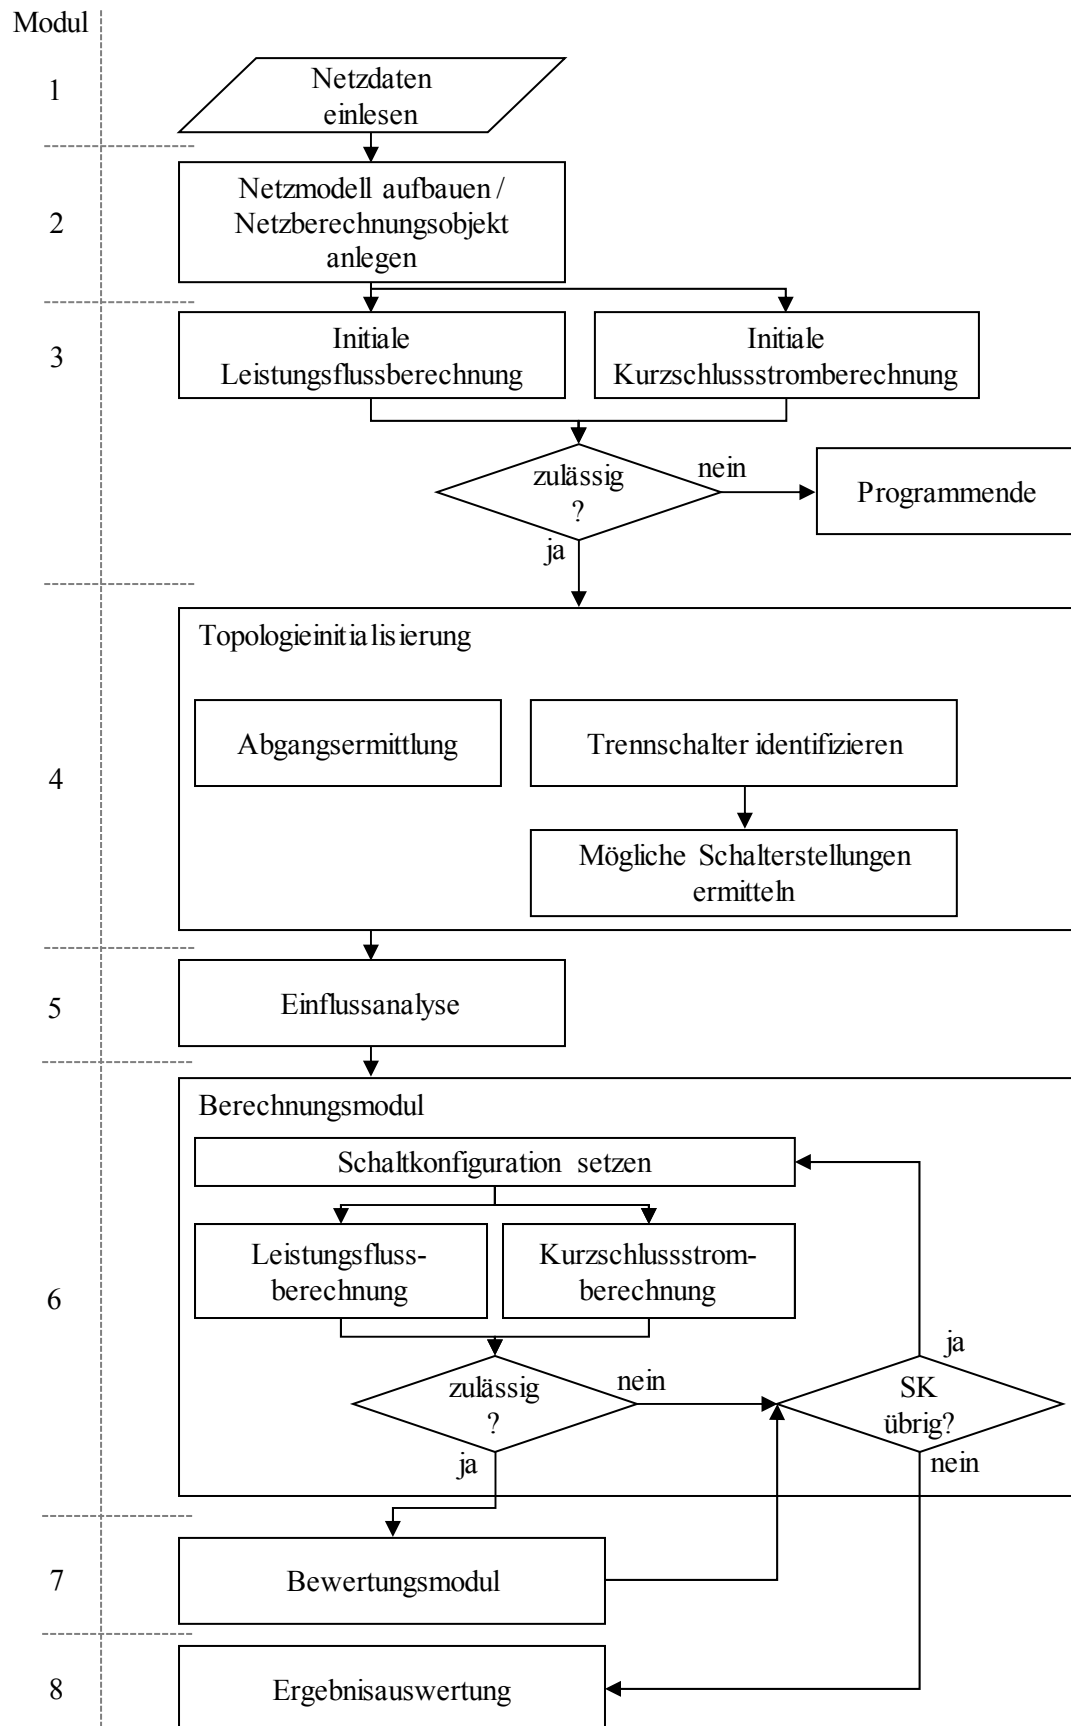 Modul
1
Netzdaten
einlesen
2
Netzmodell aufbauen /
Netzberechnungsobjekt
anlegen
3
Initiale
Leistungsflussberechnung
Initiale
Kurzschlussstromberechnung
zulässig
?
nein
Programmende
ja
4
Topologieinitialisierung
Abgangsermittlung
Trennschalter identifizieren
Mögliche Schalterstellungen
ermitteln
5
Einflussanalyse
6
Berechnungsmodul
Schaltkonfiguration setzen
Leistungsfluss-
berechnung
Kurzschlussstrom-
berechnung
zulässig
?
nein
ja
SK
übrig?
ja
nein
7
Bewertungsmodul
8
Ergebnisauswertung